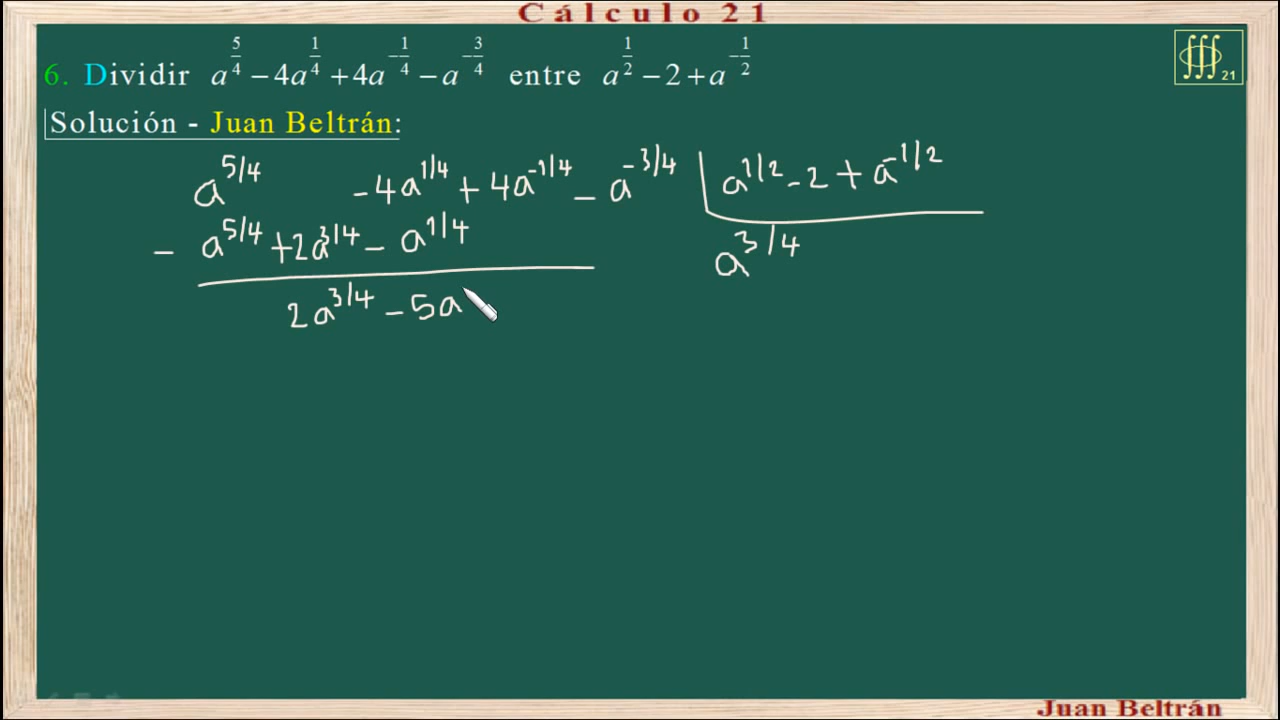 Cálculo 21
6. Dividir a^{5/4} − 4a^{1/4} + 4a^{−1/4} − a^{−3/4} entre a^{1/2} − 2 + a^{−1/2}
∭ 21
Solución - Juan Beltrán:
a^{5/4} − 4a^{1/4} + 4a^{−1/4} − a^{−3/4} | a^{1/2} − 2 + a^{−1/2}
− a^{5/4} + 2a^{3/4} − a^{1/4} a^{3/4}
2a^{3/4} − 5a
Juan Beltrán